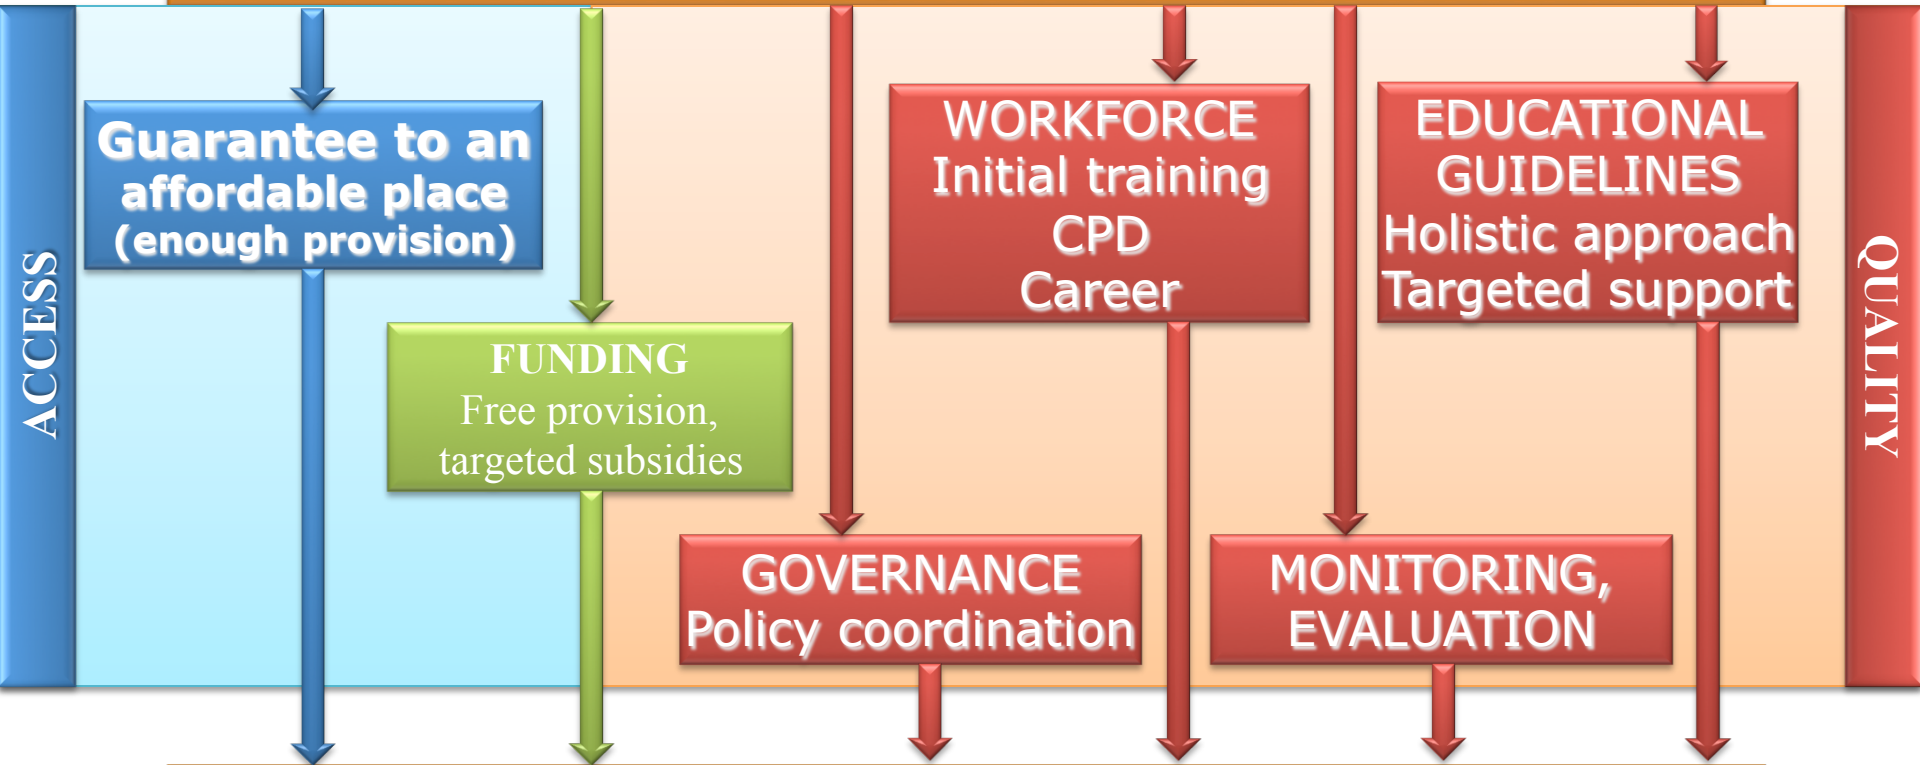 ACCESS
Guarantee to an
affordable place
(enough provision)
FUNDING
Free provision,
targeted subsidies
WORKFORCE
Initial training
CPD
Career
EDUCATIONAL
GUIDELINES
Holistic approach
Targeted support
GOVERNANCE
Policy coordination
MONITORING,
EVALUATION
QUALITY